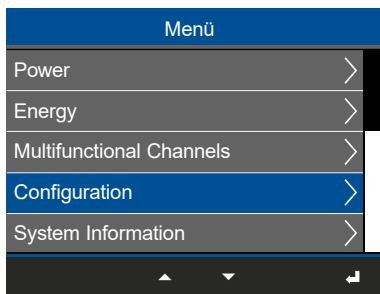 Menü
Power
Energy
Multifunctional Channels
Configuration
System Information